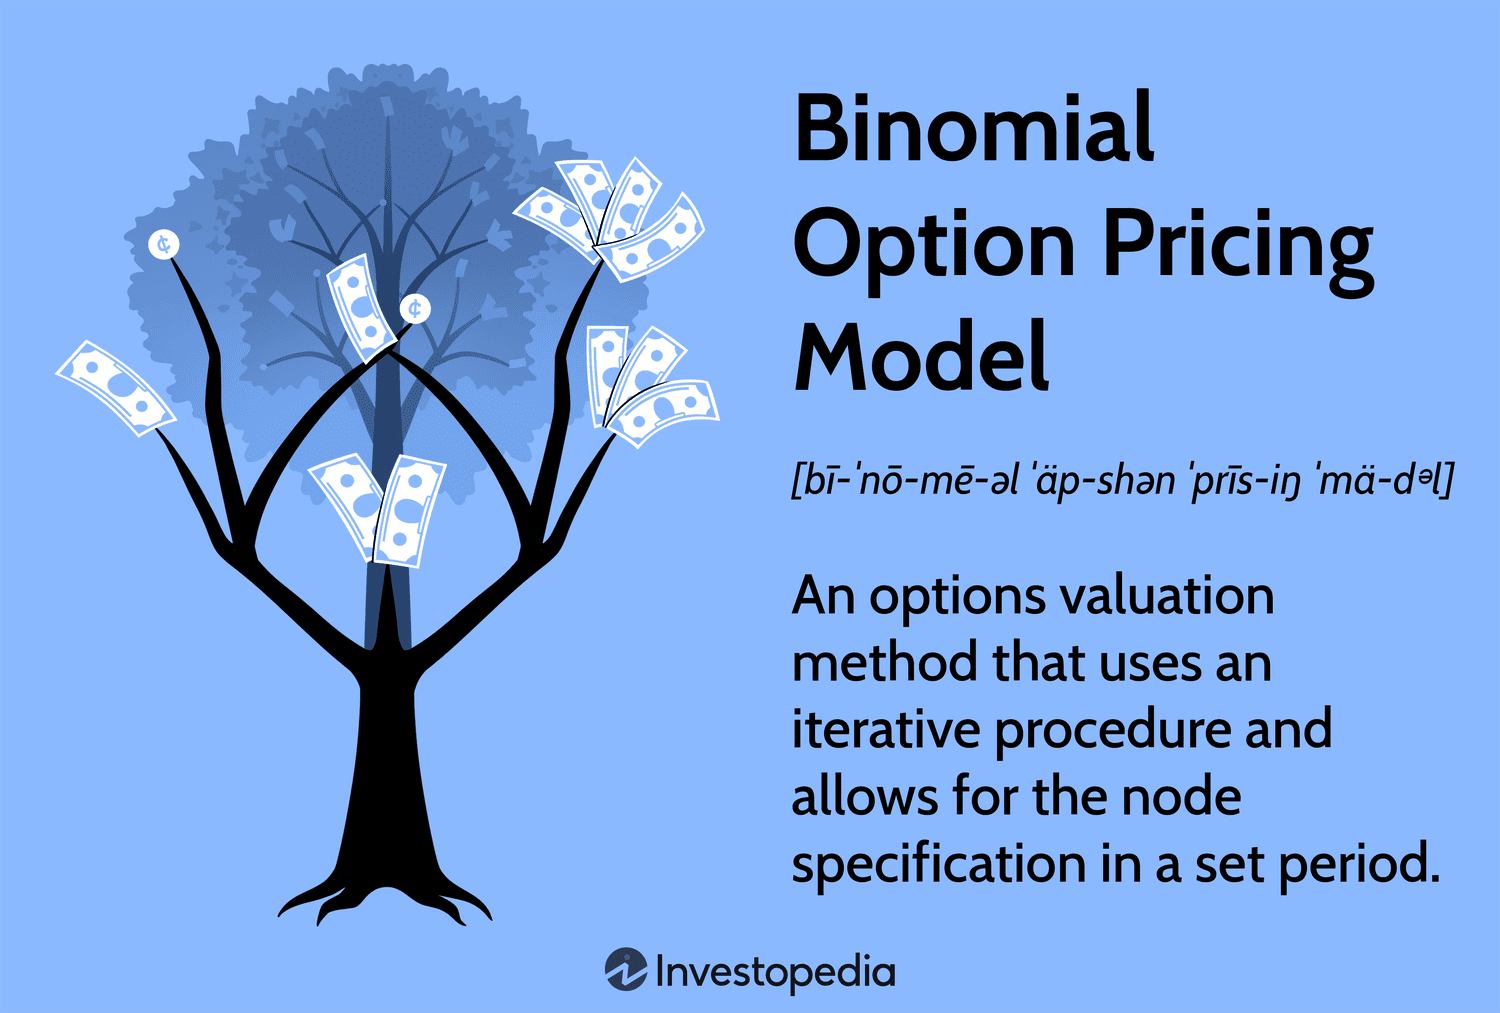 ¢
¢
Binomial
Option Pricing
Model
[bī-ˈnō-mē-əl ˈäp-shən ˈprīs-iŋ ˈmä-dᵊl]
An options valuation
method that uses an
iterative procedure and
allows for the node
specification in a set period.
Investopedia